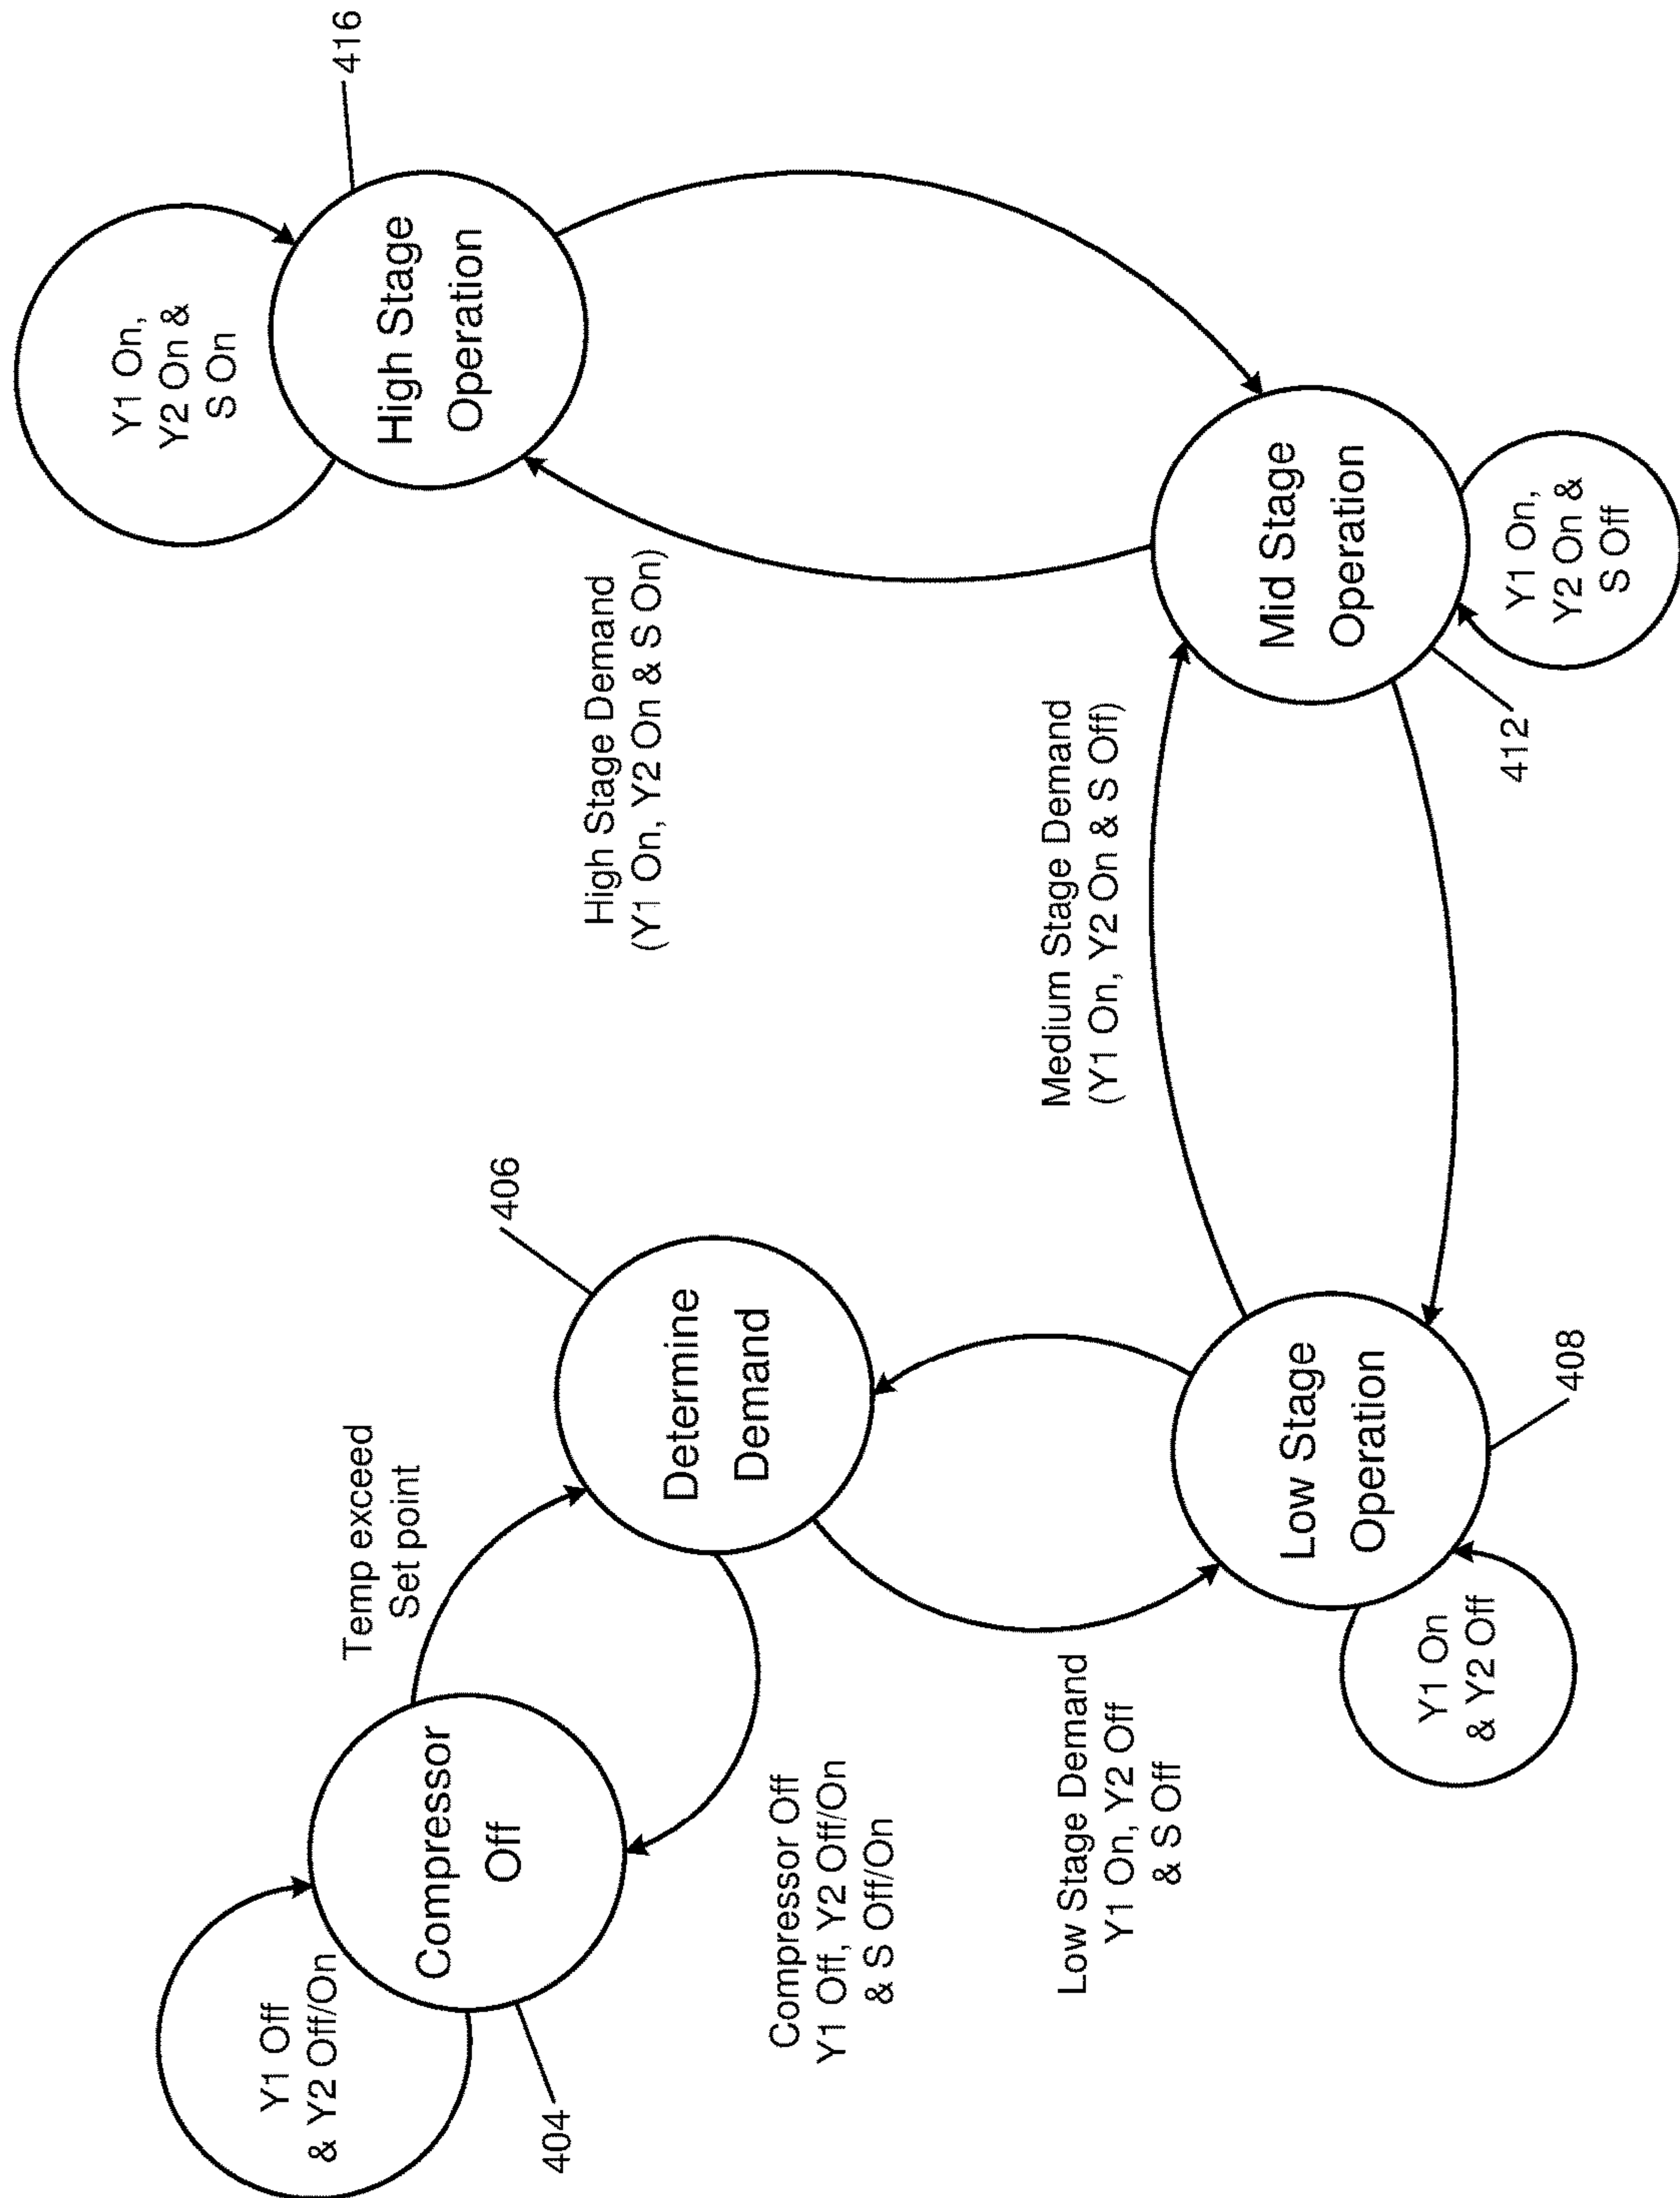 Y1 Off
& Y2 Off/On
Compressor
Off
404
Temp exceed
Set point
Compressor Off
Y1 Off, Y2 Off/On
& S Off/On
Determine
Demand
406
Low Stage Demand
Y1 On, Y2 Off
& S Off
Low Stage
Operation
408
Y1 On
& Y2 Off
Medium Stage Demand
(Y1 On, Y2 On & S Off)
Mid Stage
Operation
412
Y1 On,
Y2 On &
S Off
High Stage Demand
(Y1 On, Y2 On & S On)
High Stage
Operation
416
Y1 On,
Y2 On &
S On